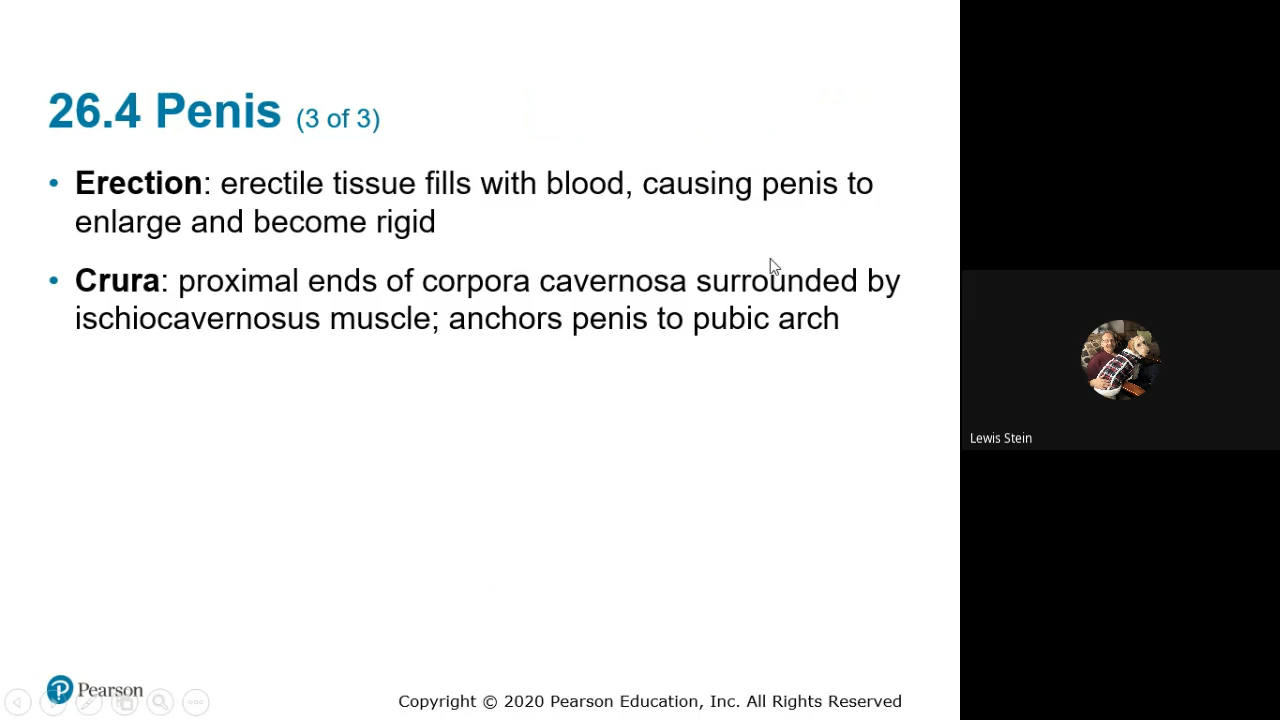 26.4 Penis (3 of 3)
• Erection: erectile tissue fills with blood, causing penis to
enlarge and become rigid
• Crura: proximal ends of corpora cavernosa surrounded by
ischiocavernosus muscle; anchors penis to pubic arch
Lewis Stein
Pearson
Copyright © 2020 Pearson Education, Inc. All Rights Reserved